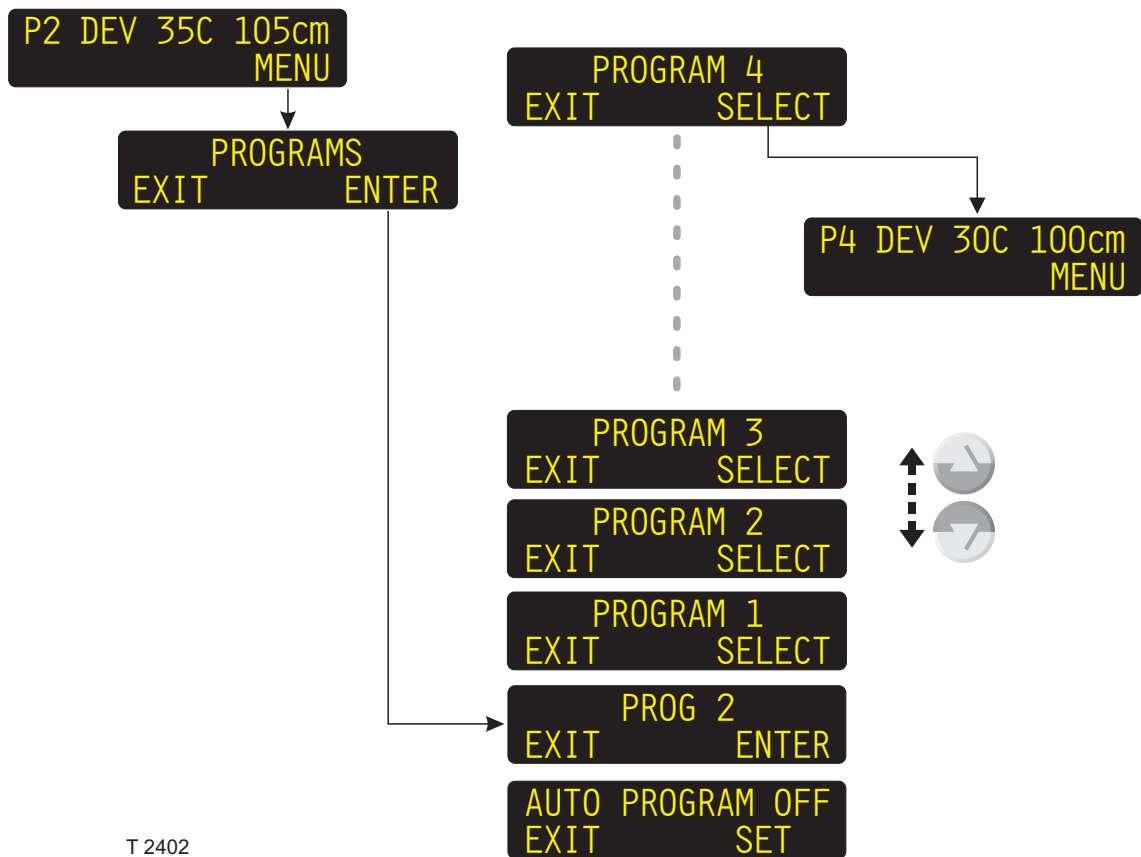 P2 DEV 35C 105cm
MENU
PROGRAMS
EXIT ENTER
PROGRAM 4
EXIT SELECT
P4 DEV 30C 100cm
MENU
PROGRAM 3
EXIT SELECT
PROGRAM 2
EXIT SELECT
PROGRAM 1
EXIT SELECT
PROG 2
EXIT ENTER
AUTO PROGRAM OFF
EXIT SET
T 2402